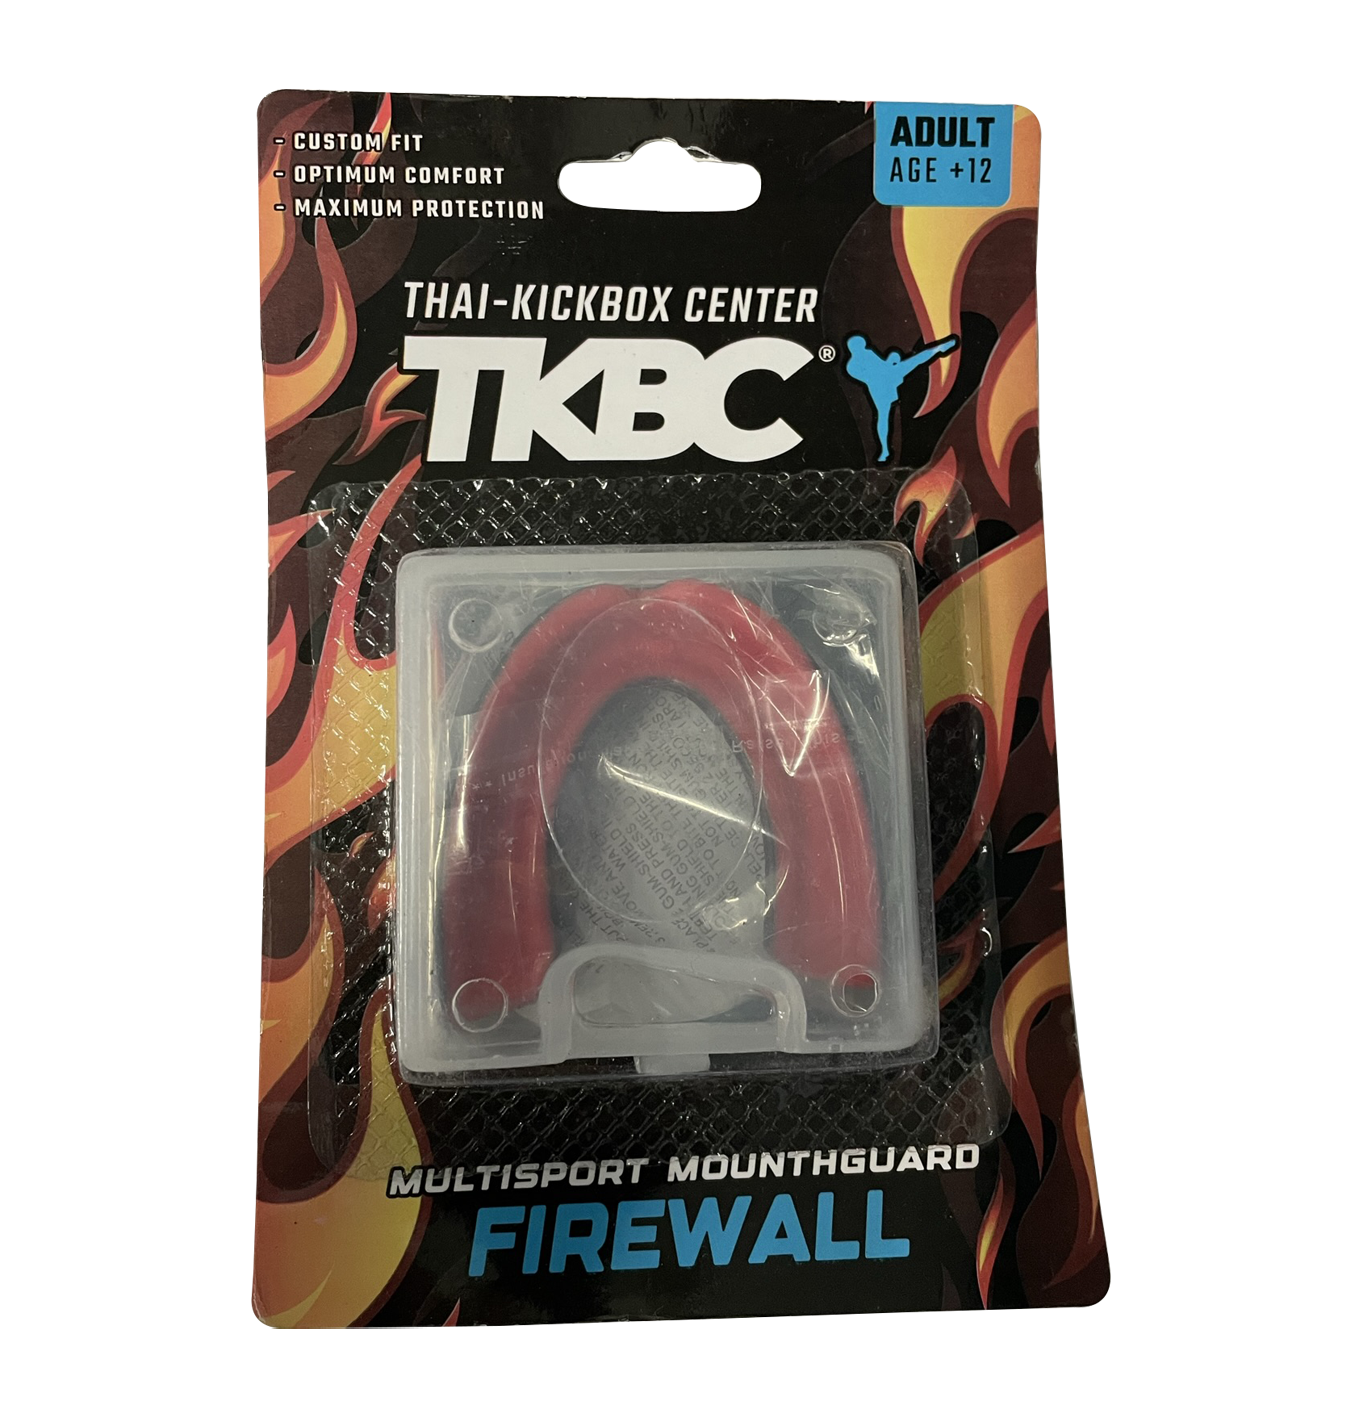 - CUSTOM FIT
- OPTIMUM COMFORT
- MAXIMUM PROTECTION
ADULT
AGE +12
THAI-KICKBOX CENTER
TKBC®
MULTISPORT MOUNTHGUARD
FIREWALL